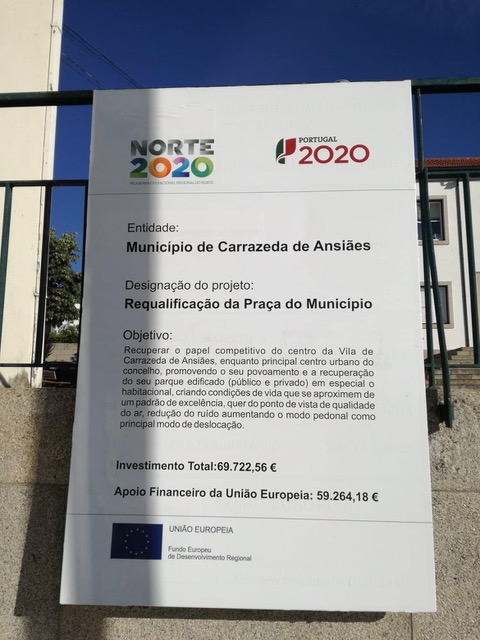 NORTE
2020
PROGRAMA OPERACIONAL REGIONAL DO NORTE
PORTUGAL
2020
Entidade:
Município de Carrazeda de Ansiães
Designação do projeto:
Requalificação da Praça do Município
Objetivo:
Recuperar o papel competitivo do centro da Vila de
Carrazeda de Ansiães, enquanto principal centro urbano do
concelho, promovendo o seu povoamento e a recuperação
do seu parque edificado (público e privado) em especial o
habitacional, criando condições de vida que se aproximem de
um padrão de excelência, quer do ponto de vista de qualidade
do ar, redução do ruído aumentando o modo pedonal como
principal modo de deslocação.
Investimento Total:69.722,56 €
Apoio Financeiro da União Europeia: 59.264,18 €
UNIÃO EUROPEIA
Fundo Europeu
de Desenvolvimento Regional